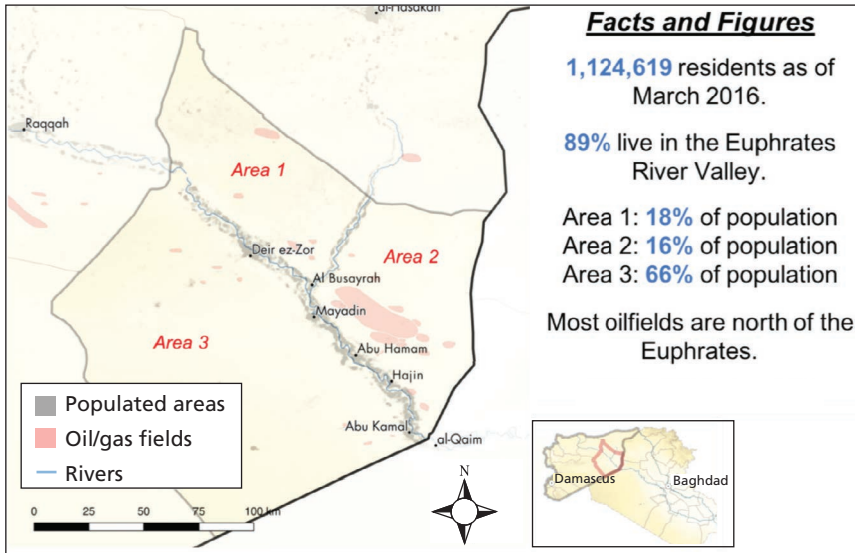 al-Hasakah
Raqqah
Area 1
Deir ez-Zor
Area 2
Al Busayrah
Mayadin
Area 3
Abu Hamam
Hajin
Abu Kamal
al-Qaim
Populated areas
Oil/gas fields
Rivers
0 25 50 75 100 km
N
Facts and Figures
1,124,619 residents as of
March 2016.
89% live in the Euphrates
River Valley.
Area 1: 18% of population
Area 2: 16% of population
Area 3: 66% of population
Most oilfields are north of the
Euphrates.
Damascus
Baghdad